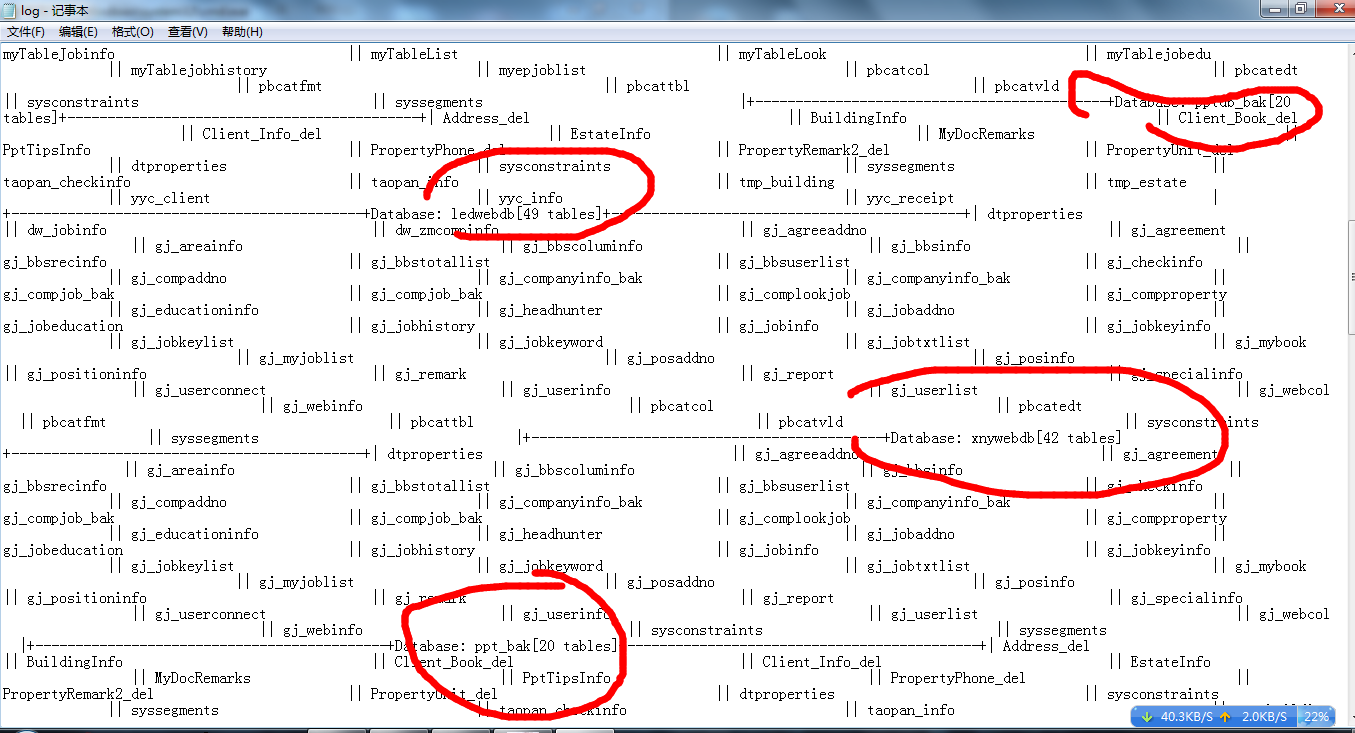 log - 记事本
文件(F) 编辑(E) 格式(O) 查看(V) 帮助(H)
myTableJobinfo || myTableList || myTableLook || myTablejobedu
|| myTablejobhistory || myepjoblist || pbcatcol || pbcatedt
|| pbcatfmt || pbcattbl || pbcatvld
|| sysconstraints || syssegments |+--------------------------------------------+Database: pptdb_bak[20
tables]+--------------------------------------------+| Address_del || BuildingInfo || Client_Book_del
|| Client_Info_del || EstateInfo || MyDocRemarks ||
PptTipsInfo || PropertyPhone_del || PropertyRemark2_del || PropertyUnit_del
|| dtproperties || sysconstraints || syssegments ||
taopan_checkinfo || taopan_info || tmp_building || tmp_estate |
|| yyc_client || yyc_info || yyc_receipt ||
+--------------------------------------------+Database: ledwebdb[49 tables]+--------------------------------------------+| dtproperties
|| dw_jobinfo || dw_zmcompinfo || gj_agreeaddno || gj_agreement
|| gj_areainfo || gj_bbscoluminfo || gj_bbsinfo ||
gj_bbsrecinfo || gj_bbstotallist || gj_bbsuserlist || gj_checkinfo
|| gj_compaddno || gj_companyinfo_bak || gj_companyinfo_bak ||
gj_compjob_bak || gj_compjob_bak || gj_complookjob || gj_compproperty
|| gj_educationinfo || gj_headhunter || gj_jobaddno ||
gj_jobeducation || gj_jobhistory || gj_jobinfo || gj_jobkeyinfo
|| gj_jobkeylist || gj_jobkeyword || gj_jobtxtlist || gj_mybook
|| gj_myjoblist || gj_posaddno || gj_posinfo
|| gj_positioninfo || gj_remark || gj_report || gj_specialinfo
|| gj_userconnect || gj_userinfo || gj_userlist || gj_webcol
|| gj_webinfo || pbcatcol || pbcatedt
|| pbcatfmt || pbcattbl || pbcatvld || sysconstraints
|| syssegments |+--------------------------------------------+Database: xnywebdb[42 tables]
+--------------------------------------------+| dtproperties || gj_agreeaddno || gj_agreement
|| gj_areainfo || gj_bbscoluminfo || gj_bbsinfo ||
gj_bbsrecinfo || gj_bbstotallist || gj_bbsuserlist || gj_checkinfo
|| gj_compaddno || gj_companyinfo_bak || gj_companyinfo_bak ||
gj_compjob_bak || gj_compjob_bak || gj_complookjob || gj_compproperty
|| gj_educationinfo || gj_headhunter || gj_jobaddno ||
gj_jobeducation || gj_jobhistory || gj_jobinfo || gj_jobkeyinfo
|| gj_jobkeylist || gj_jobkeyword || gj_jobtxtlist || gj_mybook
|| gj_myjoblist || gj_posaddno || gj_posinfo
|| gj_positioninfo || gj_remark || gj_report || gj_specialinfo
|| gj_userconnect || gj_userinfo || gj_userlist || gj_webcol
|| gj_webinfo || sysconstraints || syssegments
|+--------------------------------------------+Database: ppt_bak[20 tables]+--------------------------------------------+| Address_del
|| BuildingInfo || Client_Book_del || Client_Info_del || EstateInfo
|| MyDocRemarks || PptTipsInfo || PropertyPhone_del ||
PropertyRemark2_del || PropertyUnit_del || dtproperties || sysconstraints
|| syssegments || taopan_checkinfo || taopan_info
40.3KB/S 2.0KB/S 22%